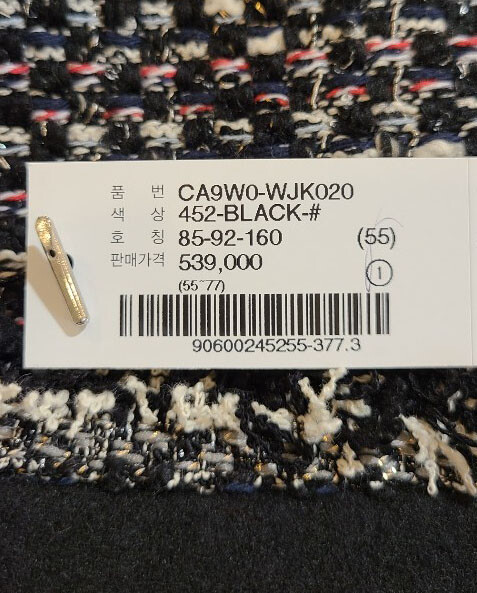 품 번 CA9W0-WJK020
색 상 452-BLACK-#
호 칭 85-92-160 (55)
판매가격 539,000 ①
(55~77)
90600245255-377.3